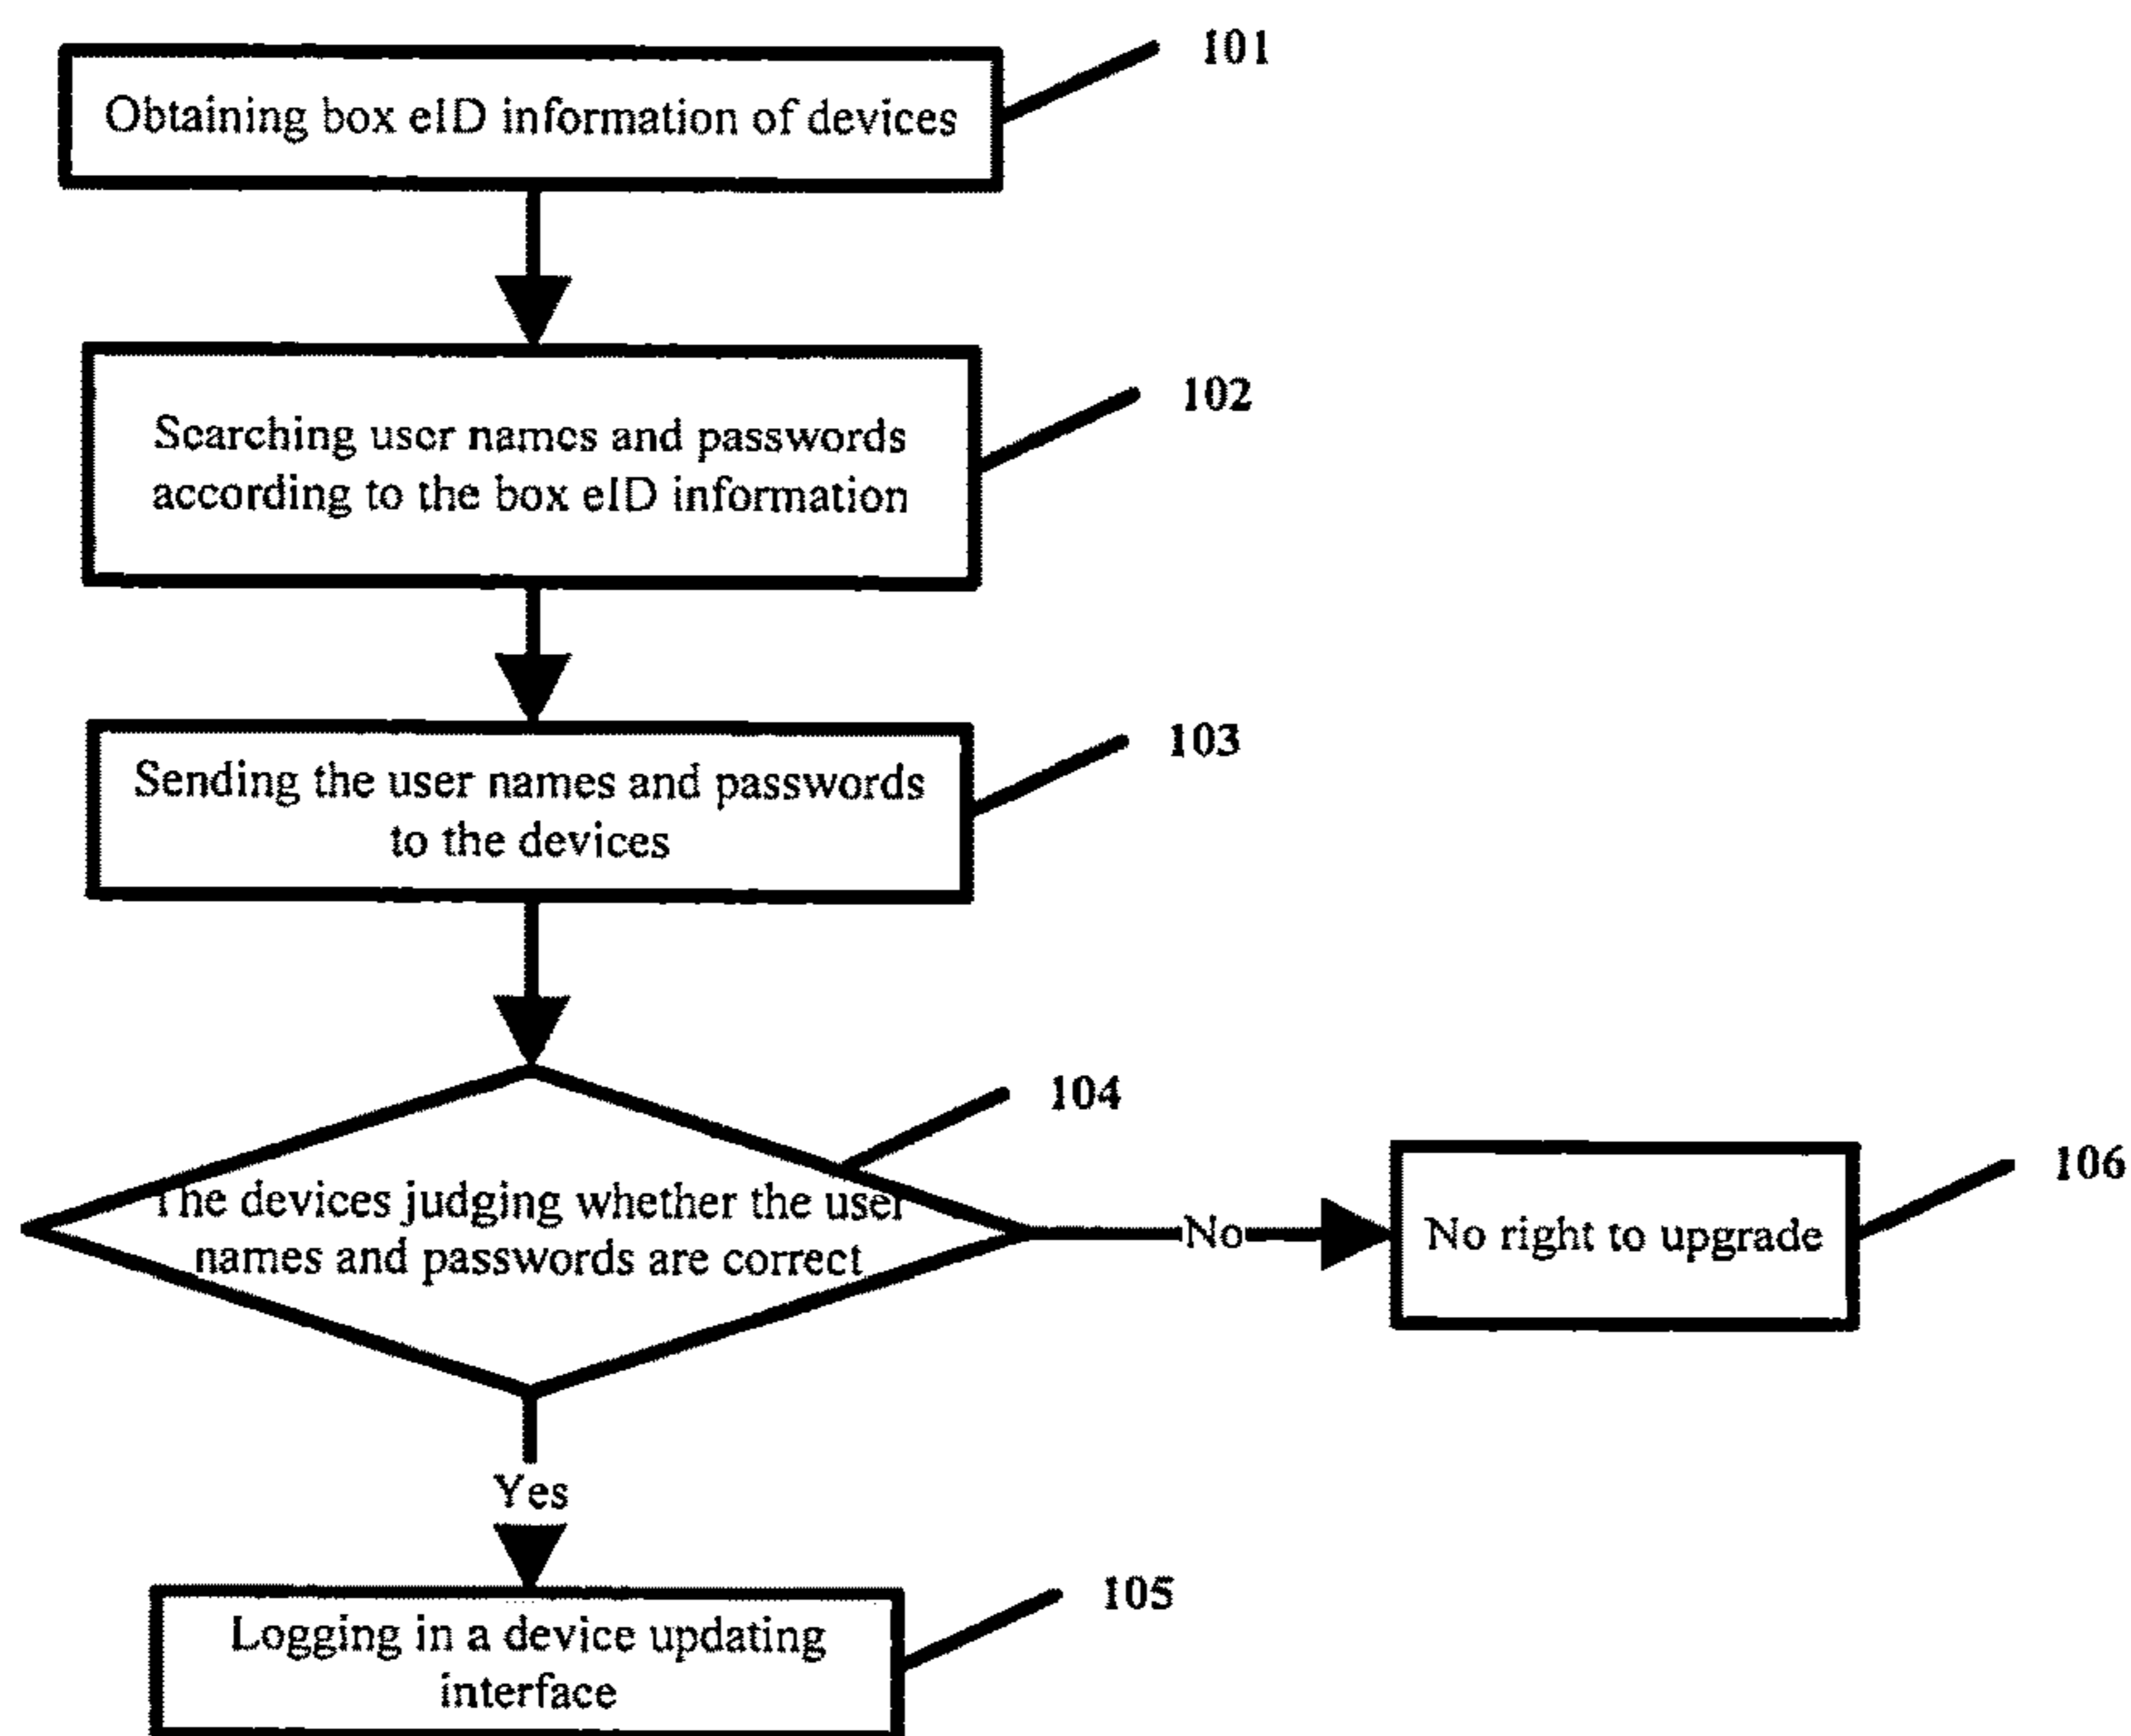 101
Obtaining box eID information of devices
102
Searching user names and passwords
according to the box eID information
103
Sending the user names and passwords
to the devices
104
The devices judging whether the user
names and passwords are correct
No
No right to upgrade
106
Yes
105
Logging in a device updating
interface